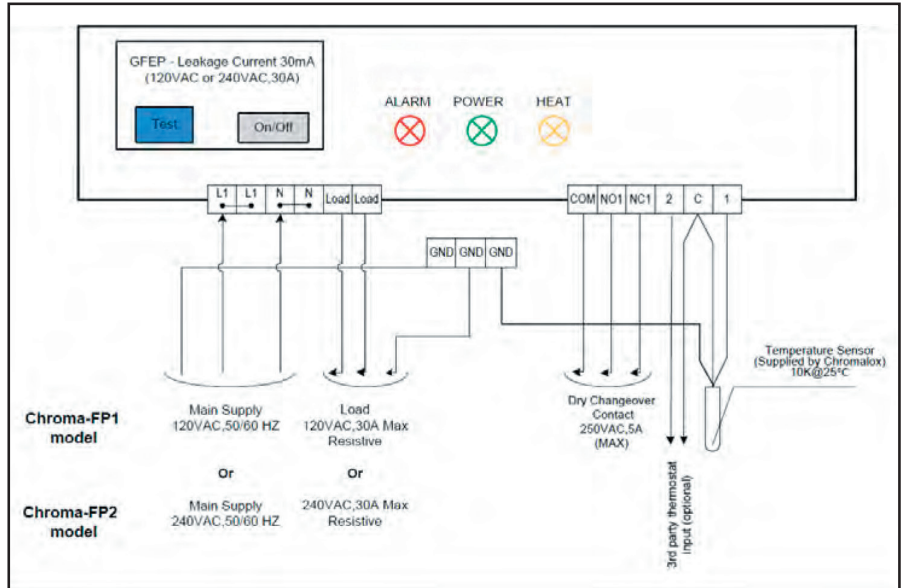 GFEP - Leakage Current 30mA
(120VAC or 240VAC,30A)
Test
On/Off
ALARM
POWER
HEAT
L1 L1 N N Load Load
COM NO1 NC1 2 C 1
GND GND GND
Temperature Sensor
(Supplied by Chromalox)
10K@25℃
Chroma-FP1
model
Main Supply
120VAC,50/60 HZ
Load
120VAC,30A Max
Resistive
Dry Changeover
Contact
250VAC,5A
(MAX)
3rd party thermostat
input (optional)
Or
Or
Chroma-FP2
model
Main Supply
240VAC,50/60 HZ
240VAC,30A Max
Resistive